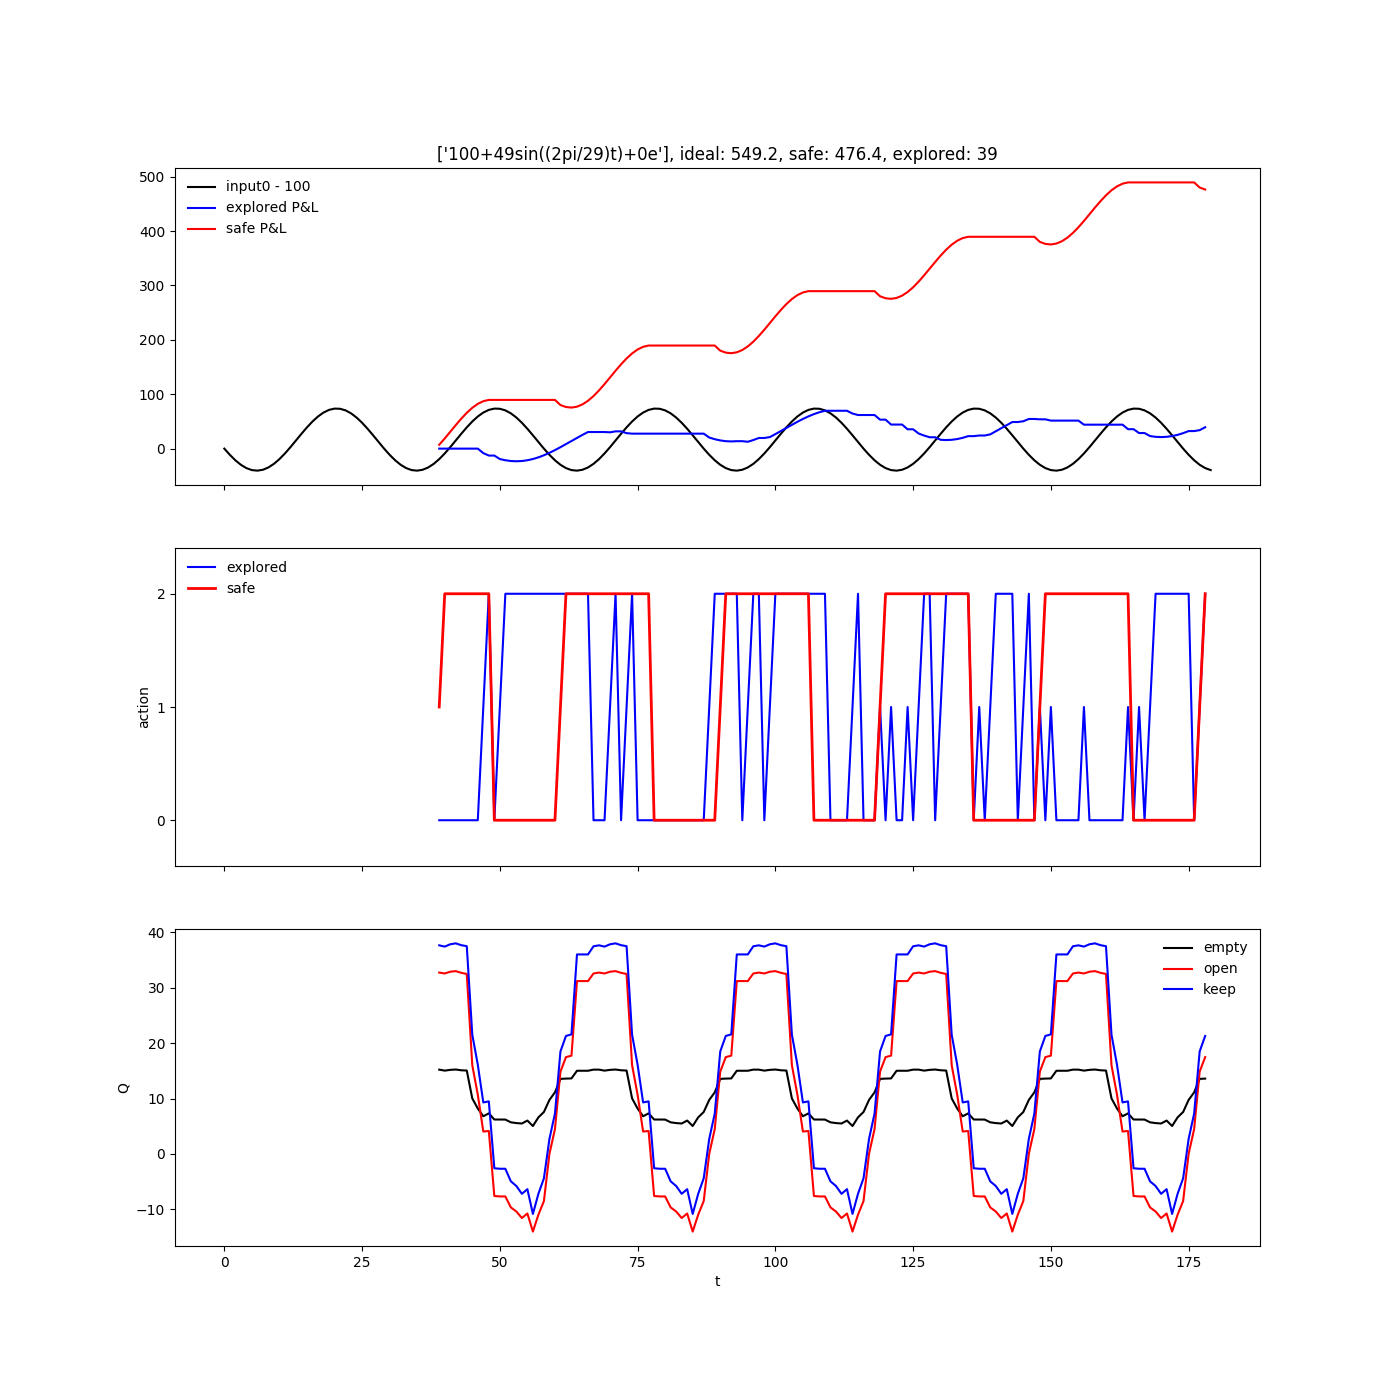 ['100+49sin((2pi/29)t)+0e'], ideal: 549.2, safe: 476.4, explored: 39
500
400
300
200
100
0
input0 - 100
explored P&L
safe P&L
action
2
1
0
explored
safe
Q
40
30
20
10
0
−10
empty
open
keep
0 25 50 75 100 125 150 175
t